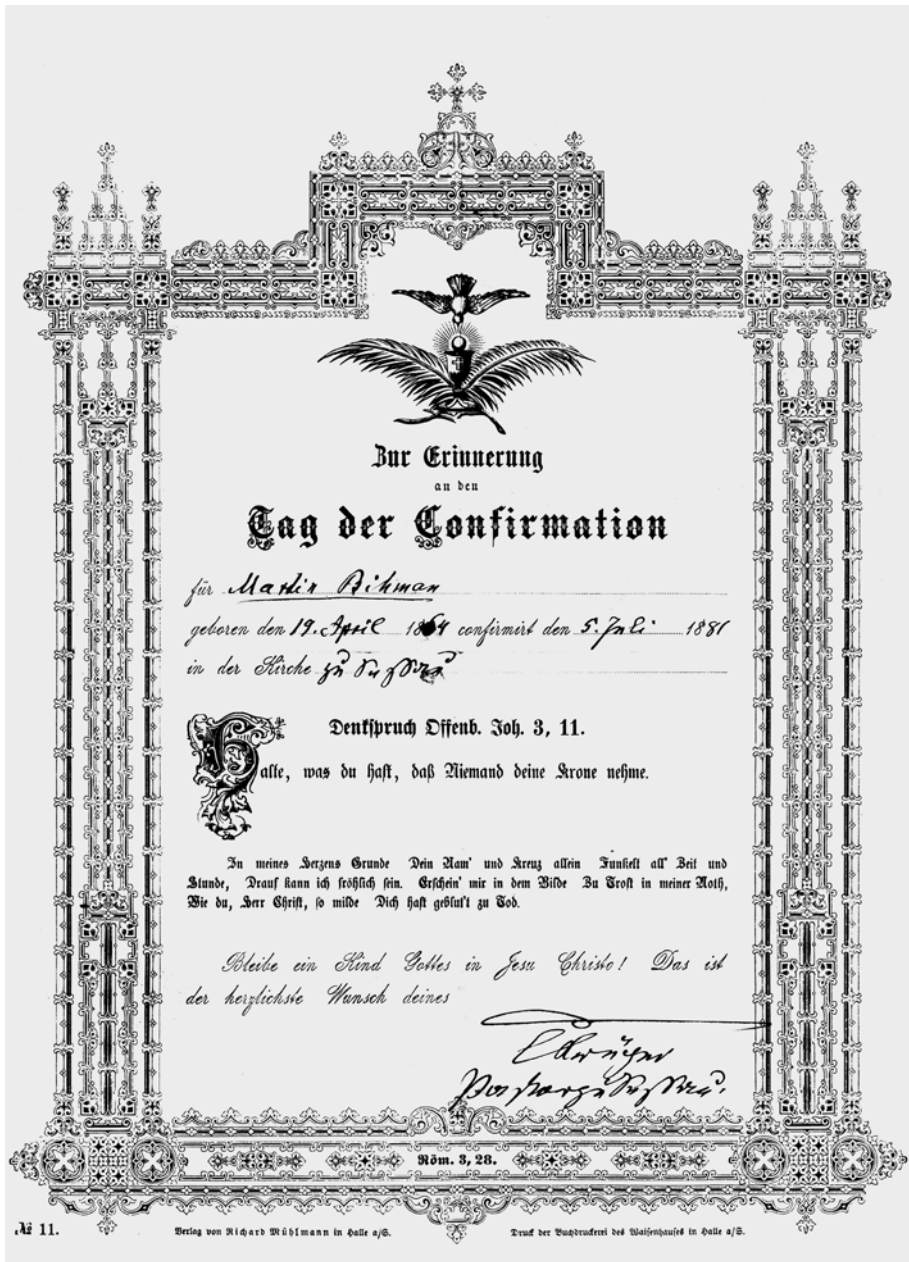 Zur Erinnerung
an den
Tag der Confirmation
für Martin Bihman
geboren den 19. April 1864 confirmirt den 5. Juli 1881
in der Kirche zu
Denkspruch Offenb. Joh. 3, 11.
Halte, was du hast, daß Niemand deine Krone nehme.
In meines Herzens Grunde Dein Nam' und Kreuz allein Funkelt all' Zeit und
Stunde, Drauf kann ich fröhlich sein. Erschein' mir in dem Bilde Zu Trost in meiner Noth,
Wie du, Herr Christ, so milde Dich hast geblut't zu Tod.
Bleibe ein Kind Gottes in Jesu Christo! Das ist
der herzlichste Wunsch deines
Pastor zu
Röm. 3, 28.
№ 11.
Verlag von Richard Mühlmann in Halle a/S.
Druck der Buchdruckerei des Waisenhauses in Halle a/S.